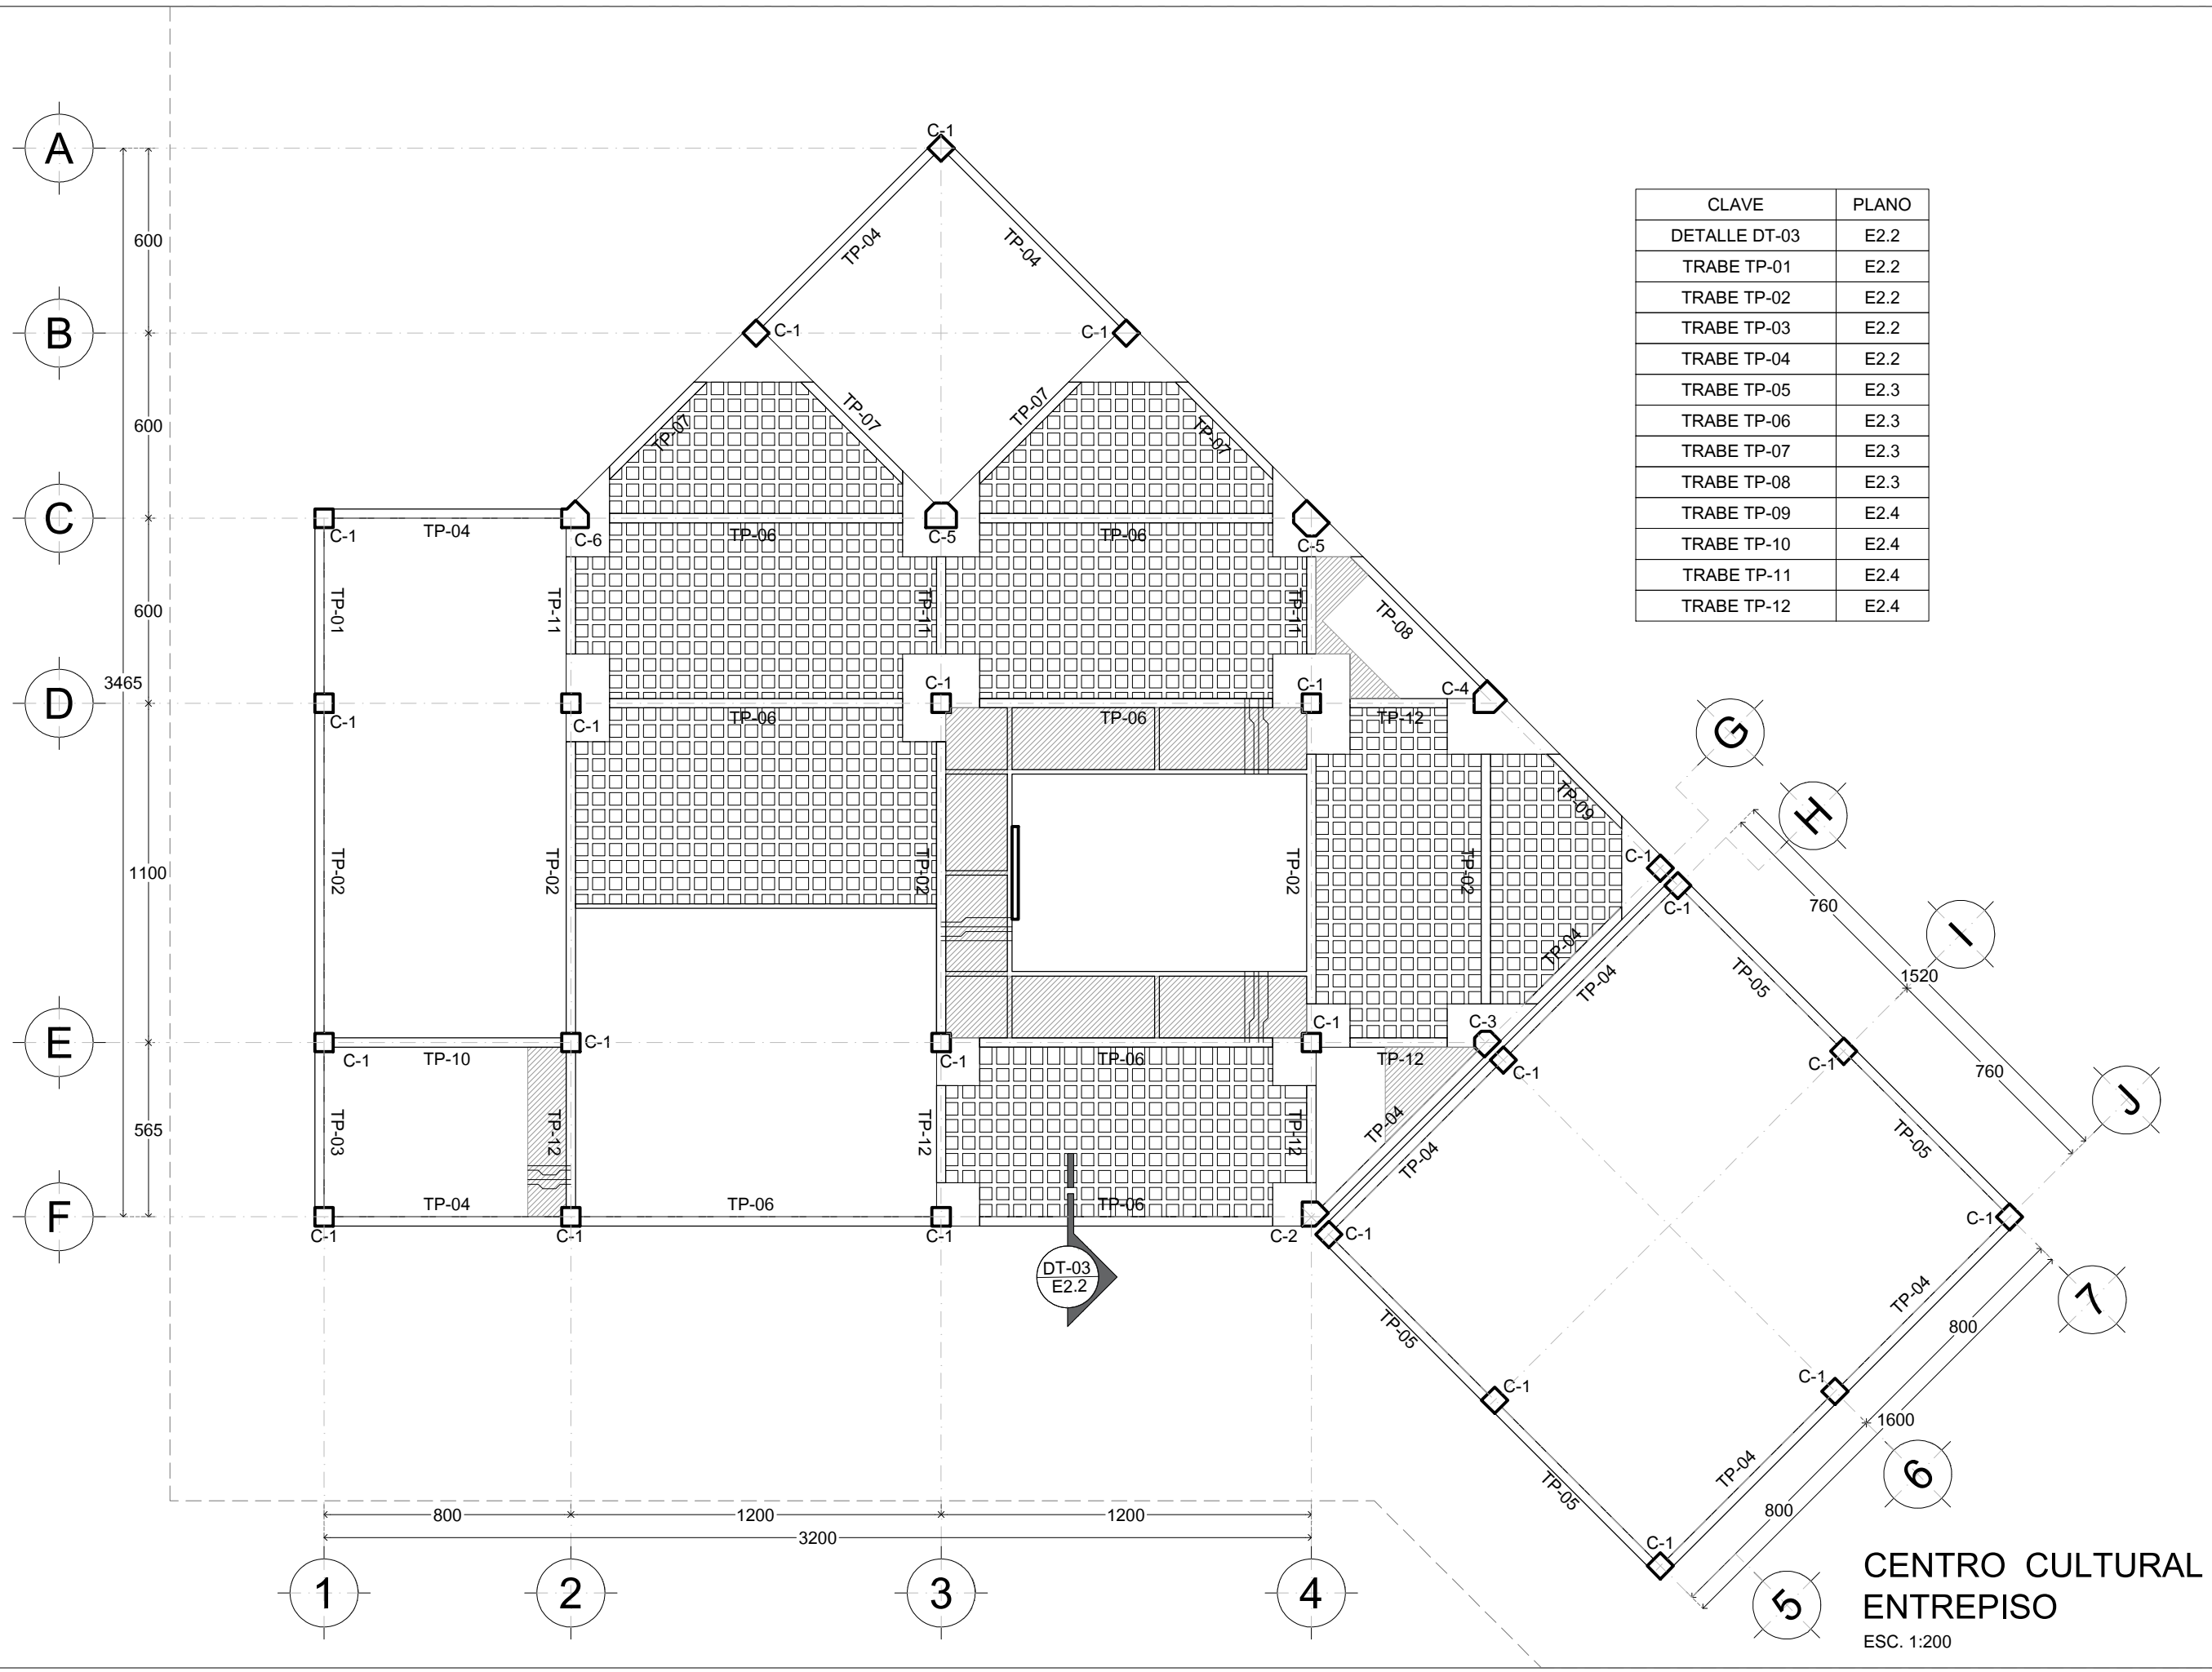 A
C-1
600
TP-04
TP-04
CLAVE PLANO
DETALLE DT-03 E2.2
TRABE TP-01 E2.2
TRABE TP-02 E2.2
TRABE TP-03 E2.2
TRABE TP-04 E2.2
TRABE TP-05 E2.3
TRABE TP-06 E2.3
TRABE TP-07 E2.3
TRABE TP-08 E2.3
TRABE TP-09 E2.4
TRABE TP-10 E2.4
TRABE TP-11 E2.4
TRABE TP-12 E2.4
B
C-1
C-1
600
TP-07
TP-07
TP-07
TP-07
C
C-1
TP-04
C-6
TP-06
C-5
TP-06
C-5
600
TP-01
TP-11
TP-11
TP-11
TP-08
3465
D
C-1
C-1
TP-06
C-1
TP-06
C-1
TP-12
C-4
G
H
1100
TP-02
TP-02
TP-02
TP-02
TP-02
TP-09
C-1
C-1
760
I
1520
TP-04
TP-04
TP-05
E
C-1
TP-10
C-1
C-1
TP-06
C-1
TP-12
C-3
C-1
C-1
760
J
565
TP-03
TP-12
TP-12
TP-12
TP-04
TP-04
TP-05
F
TP-04
TP-06
TP-06
C-1
C-1
C-1
C-2
C-1
C-1
DT-03
E2.2
7
TP-05
TP-04
800
C-1
C-1
1600
6
TP-05
TP-04
800
C-1
800
1200
1200
3200
1
2
3
4
5
CENTRO CULTURAL
ENTREPISO
ESC. 1:200